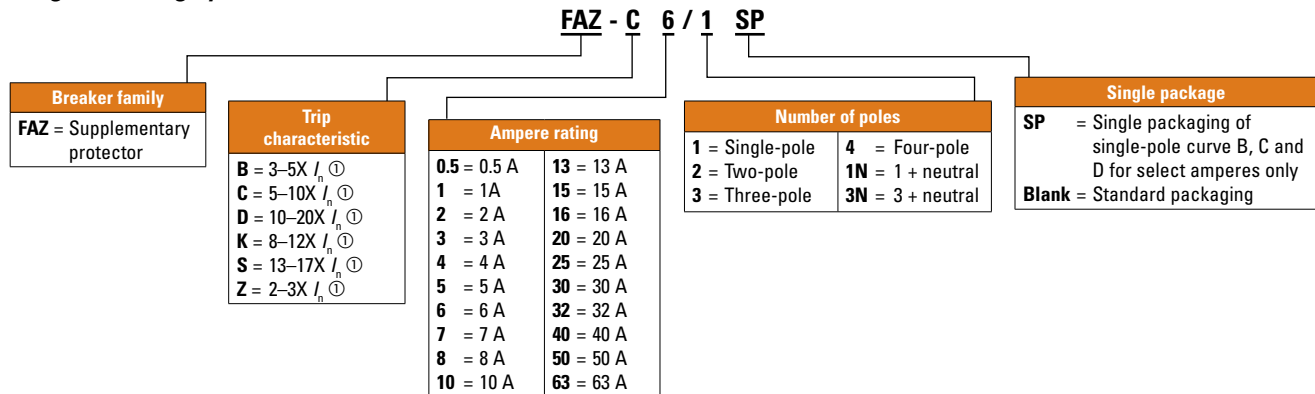 FAZ - C 6 / 1 SP
Breaker family
FAZ = Supplementary
protector
Trip
characteristic
B = 3–5X In ①
C = 5–10X In ①
D = 10–20X In ①
K = 8–12X In ①
S = 13–17X In ①
Z = 2–3X In ①
Ampere rating
0.5 = 0.5 A
1 = 1A
2 = 2 A
3 = 3 A
4 = 4 A
5 = 5 A
6 = 6 A
7 = 7 A
8 = 8 A
10 = 10 A
13 = 13 A
15 = 15 A
16 = 16 A
20 = 20 A
25 = 25 A
30 = 30 A
32 = 32 A
40 = 40 A
50 = 50 A
63 = 63 A
Number of poles
1 = Single-pole
2 = Two-pole
3 = Three-pole
4 = Four-pole
1N = 1 + neutral
3N = 3 + neutral
Single package
SP = Single packaging of
single-pole curve B, C and
D for select amperes only
Blank = Standard packaging